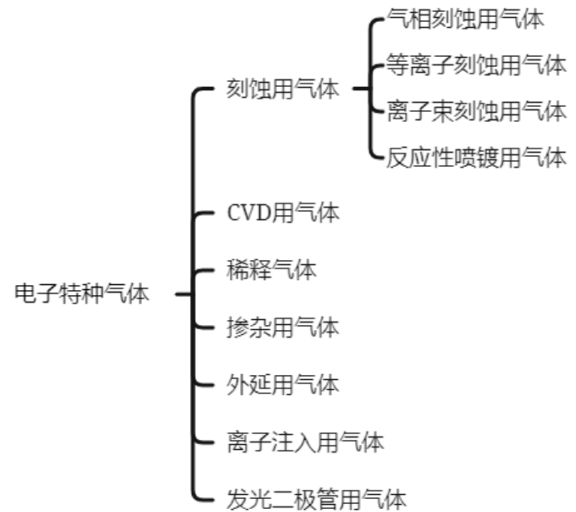 电子特种气体
刻蚀用气体
气相刻蚀用气体
等离子刻蚀用气体
离子束刻蚀用气体
反应性喷镀用气体
CVD用气体
稀释气体
掺杂用气体
外延用气体
离子注入用气体
发光二极管用气体